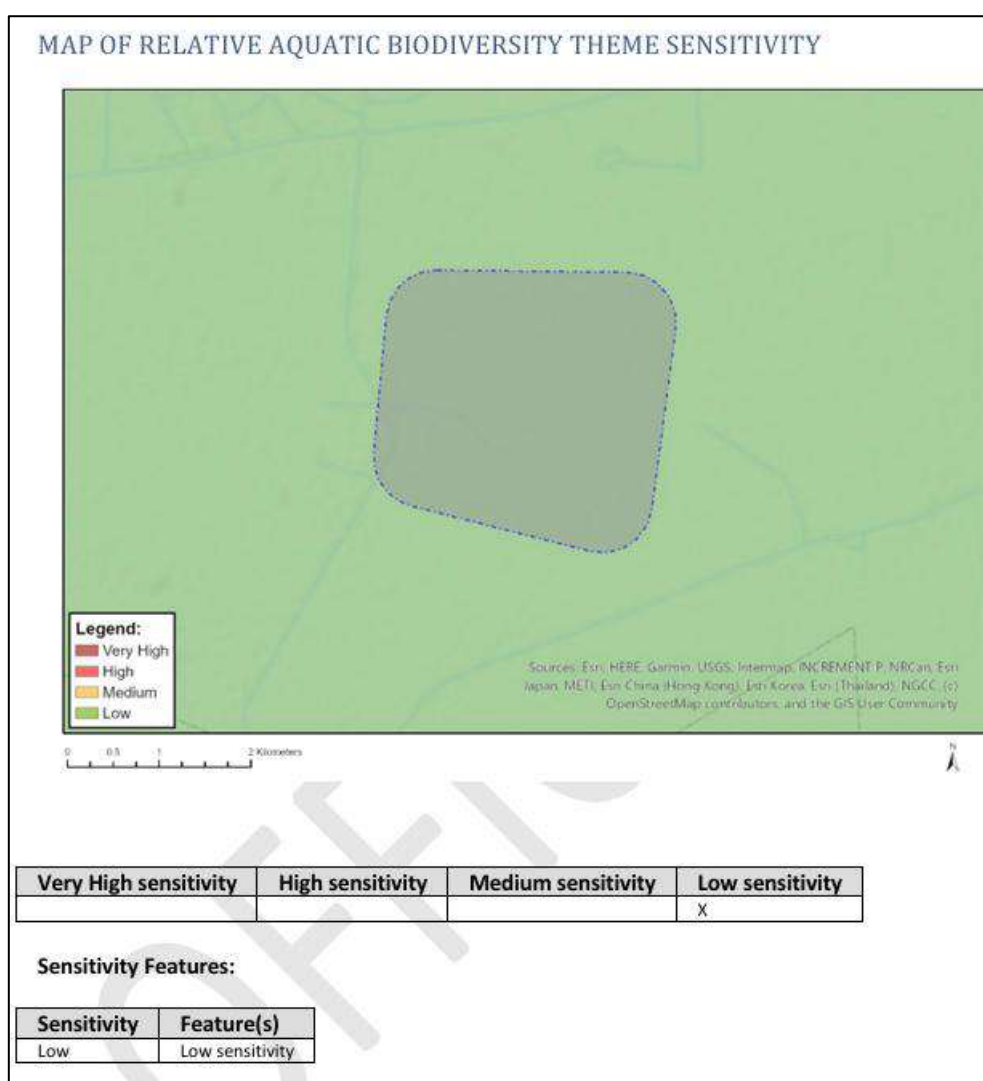 MAP OF RELATIVE AQUATIC BIODIVERSITY THEME SENSITIVITY
Legend:
Very High
High
Medium
Low
Sources: Esri, HERE, Garmin, USGS, Intermap, INCREMENT P, NRCan, Esri
Japan, METI, Esri China (Hong Kong), Esri Korea, Esri (Thailand), NGCC, (c)
OpenStreetMap contributors, and the GIS User Community
0 0.5 1 2 Kilometers
N
Very High sensitivity High sensitivity Medium sensitivity Low sensitivity
X
Sensitivity Features:
Sensitivity Feature(s)
Low Low sensitivity